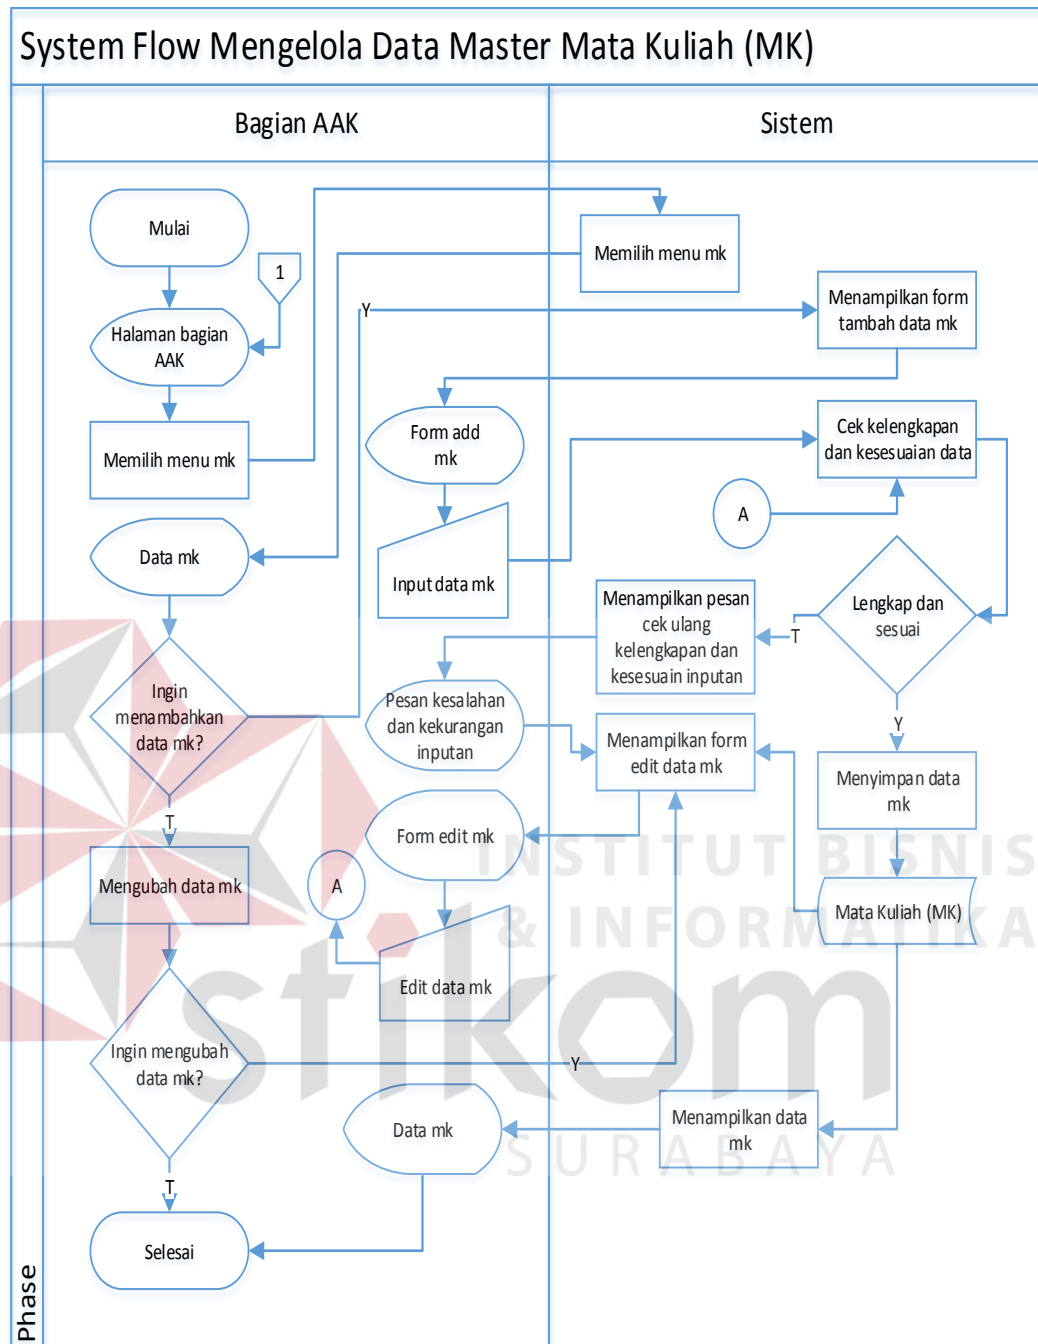 System Flow Mengelola Data Master Mata Kuliah (MK)
Bagian AAK
Sistem
Mulai
1
Memilih menu mk
Halaman bagian
AAK
Y
Menampilkan form
tambah data mk
Memilih menu mk
Form add
mk
Cek kelengkapan
dan kesesuaian data
A
Data mk
Input data mk
Menampilkan pesan
cek ulang
kelengkapan dan
kesesuain inputan
T
Lengkap dan
sesuai
Ingin
menambahkan
data mk?
Pesan kesalahan
dan kekurangan
inputan
Menampilkan form
edit data mk
Y
Menyimpan data
mk
T
Form edit mk
Mengubah data mk
A
Mata Kuliah (MK)
Edit data mk
Ingin mengubah
data mk?
Y
Data mk
Menampilkan data
mk
T
Selesai
Phase
INSTITUT BISNIS
& INFORMATIKA
stikom
SURABAYA